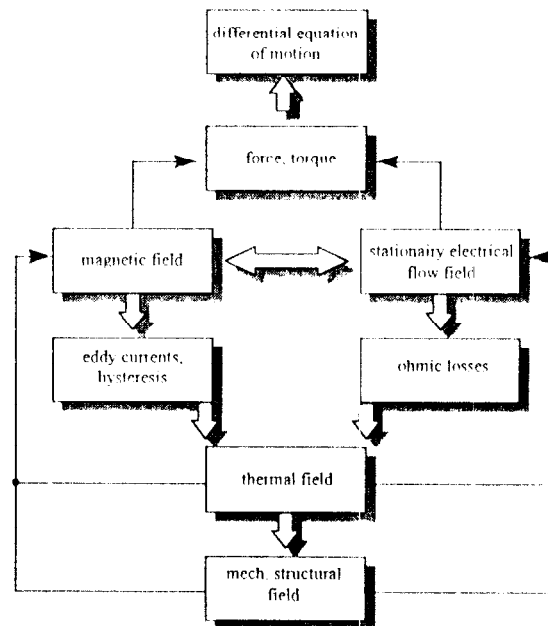 differential equation
of motion
force, torque
magnetic field
stationairy electrical
flow field
eddy currents,
hysteresis
ohmic losses
thermal field
mech. structural
field